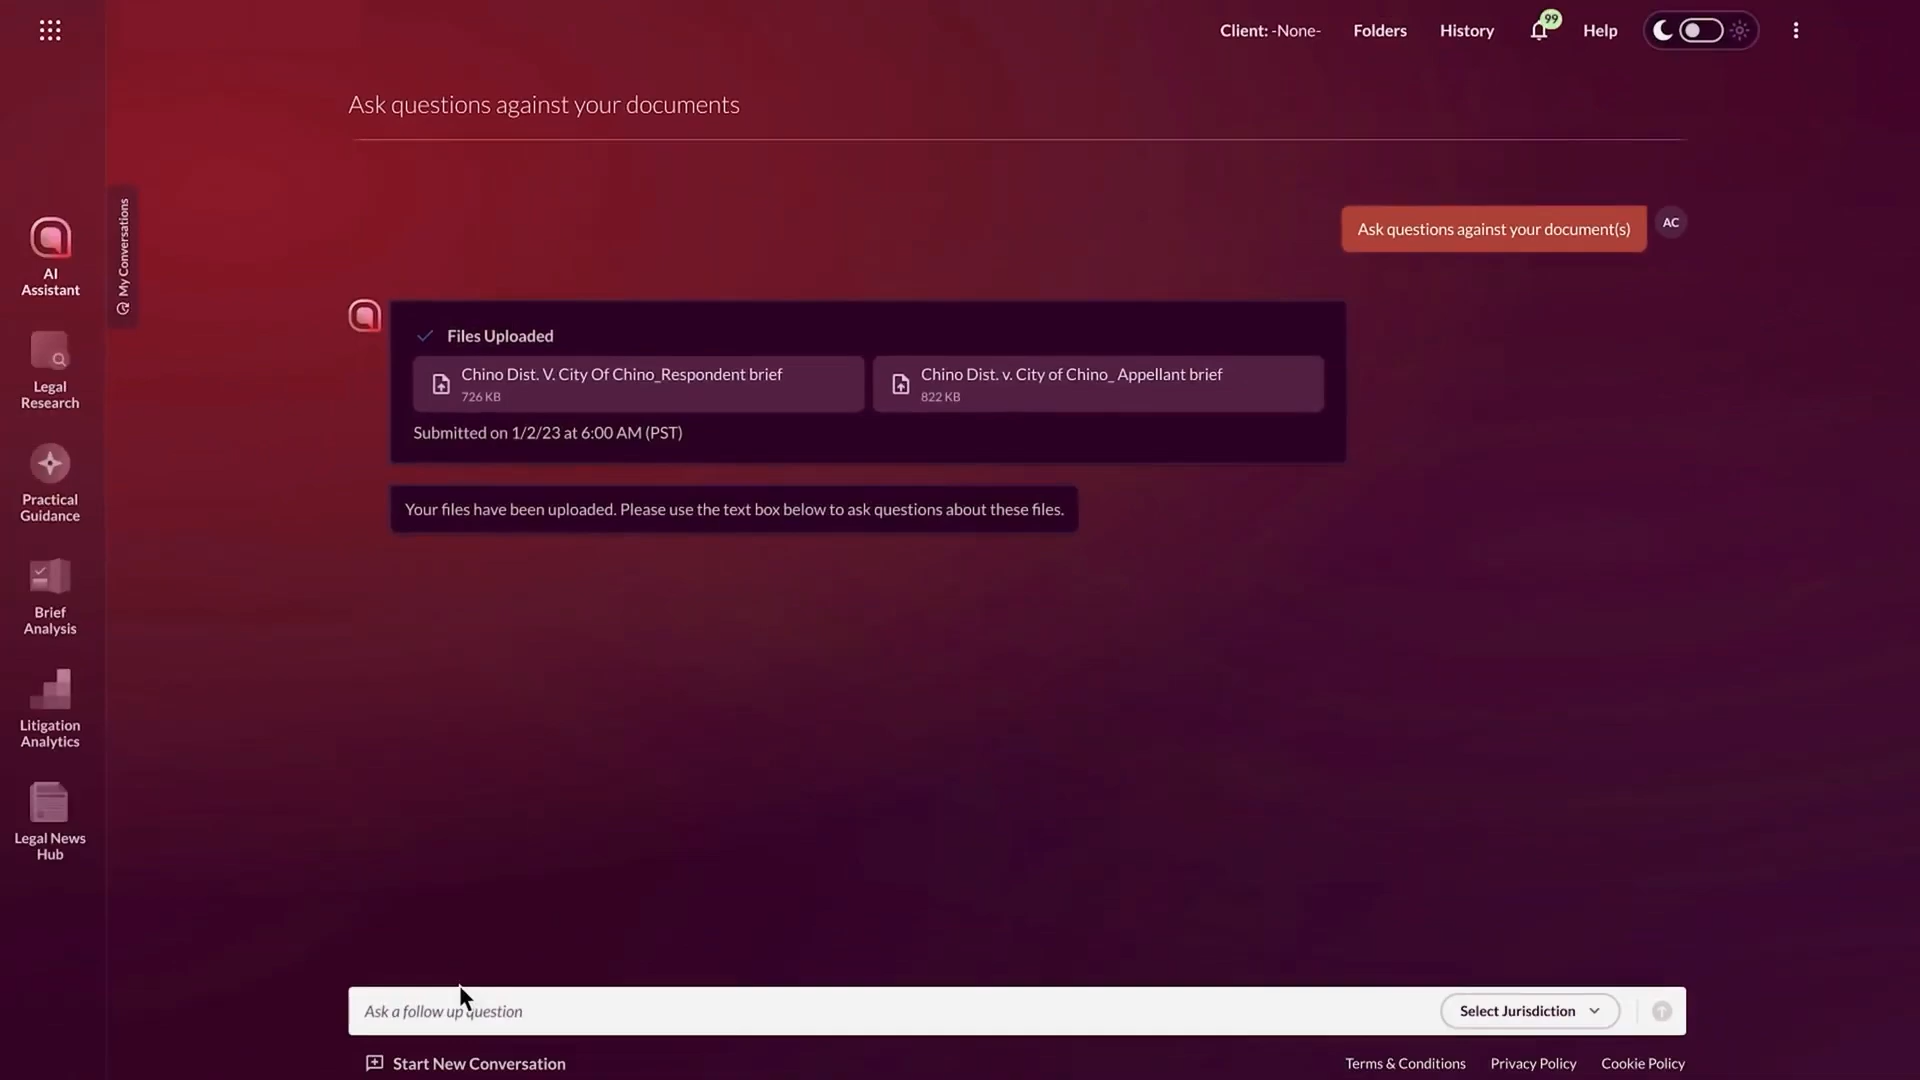 Client: -None-
Folders
History
99
Help
Ask questions against your documents
Ask questions against your document(s)
AC
My Conversations
AI
Assistant
Legal
Research
Practical
Guidance
Brief
Analysis
Litigation
Analytics
Legal News
Hub
Files Uploaded
Chino Dist. V. City Of Chino_Respondent brief
726 KB
Chino Dist. v. City of Chino_ Appellant brief
822 KB
Submitted on 1/2/23 at 6:00 AM (PST)
Your files have been uploaded. Please use the text box below to ask questions about these files.
Ask a follow up question
Select Jurisdiction
Start New Conversation
Terms & Conditions
Privacy Policy
Cookie Policy